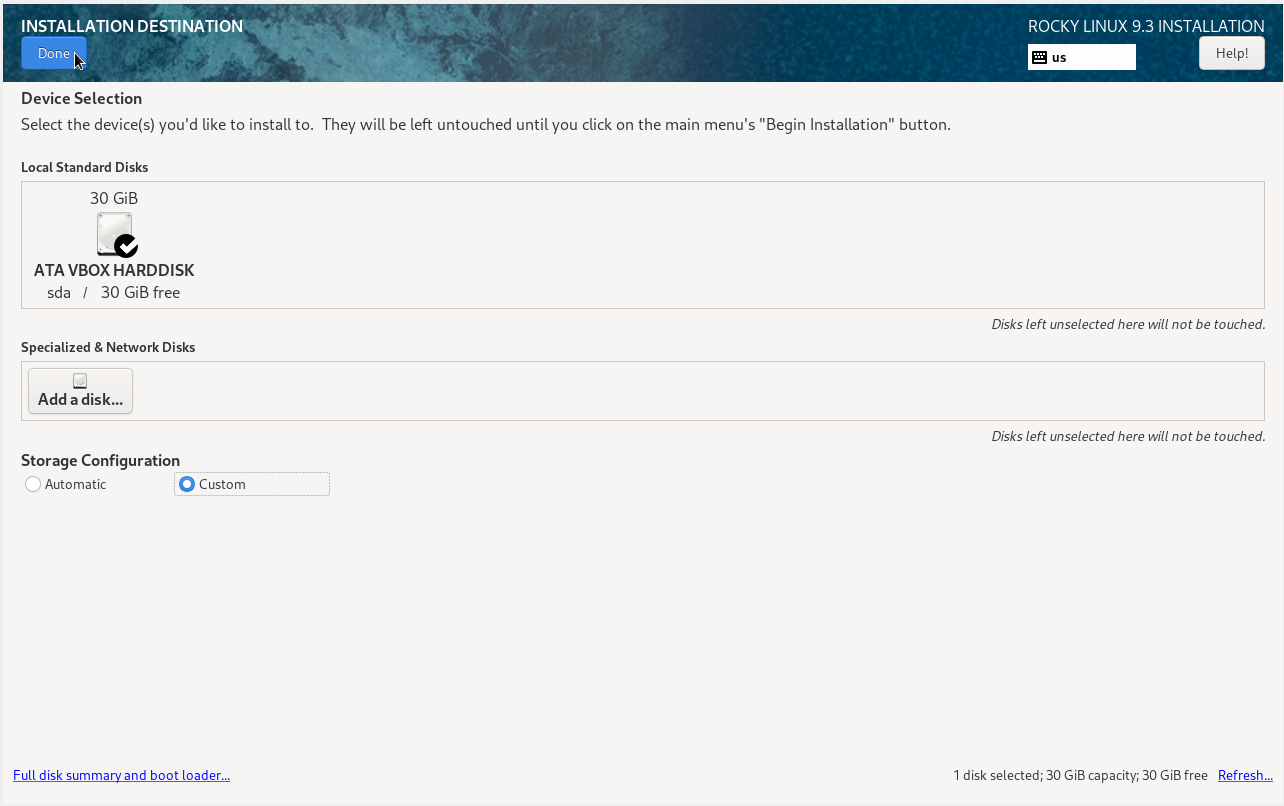 INSTALLATION DESTINATION
ROCKY LINUX 9.3 INSTALLATION
Done
us
Help!
Device Selection
Select the device(s) you'd like to install to.  They will be left untouched until you click on the main menu's "Begin Installation" button.
Local Standard Disks
30 GiB
ATA VBOX HARDDISK
sda / 30 GiB free
Disks left unselected here will not be touched.
Specialized & Network Disks
Add a disk...
Disks left unselected here will not be touched.
Storage Configuration
Automatic
Custom
Full disk summary and boot loader...
1 disk selected; 30 GiB capacity; 30 GiB free
Refresh...